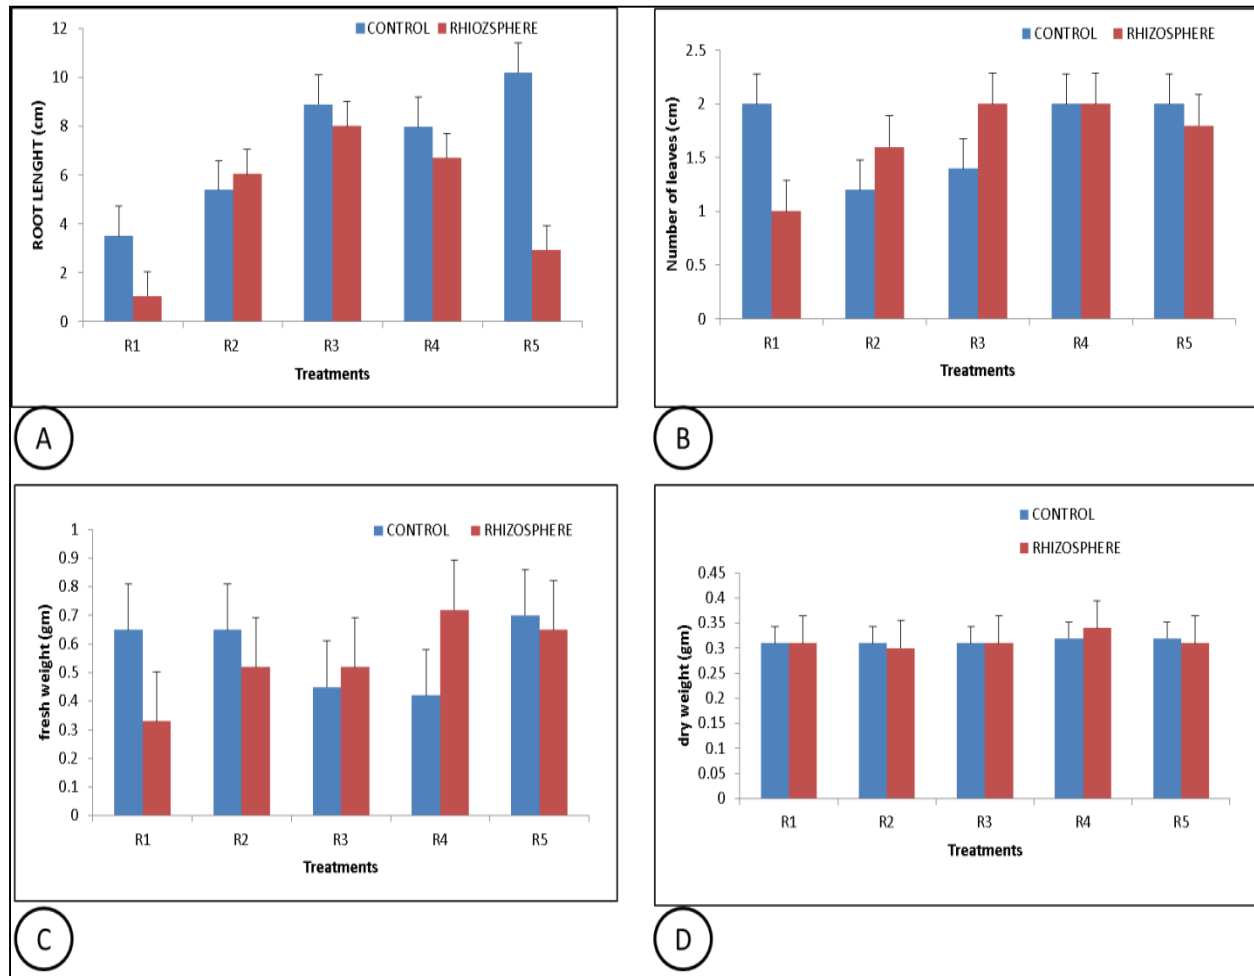 CONTROL RHIOZSPHERE
12
10
8
6
4
2
0
ROOT LENGHT (cm)
R1 R2 R3 R4 R5
Treatments
A
CONTROL RHIZOSPHERE
2.5
2
1.5
1
0.5
0
Number of leaves (cm)
R1 R2 R3 R4 R5
Treatments
B
CONTROL RHIZOSPHERE
1
0.9
0.8
0.7
0.6
0.5
0.4
0.3
0.2
0.1
0
fresh weight (gm)
R1 R2 R3 R4 R5
Treatments
C
CONTROL
RHIZOSPHERE
0.45
0.4
0.35
0.3
0.25
0.2
0.15
0.1
0.05
0
dry weight (gm)
R1 R2 R3 R4 R5
Treatments
D